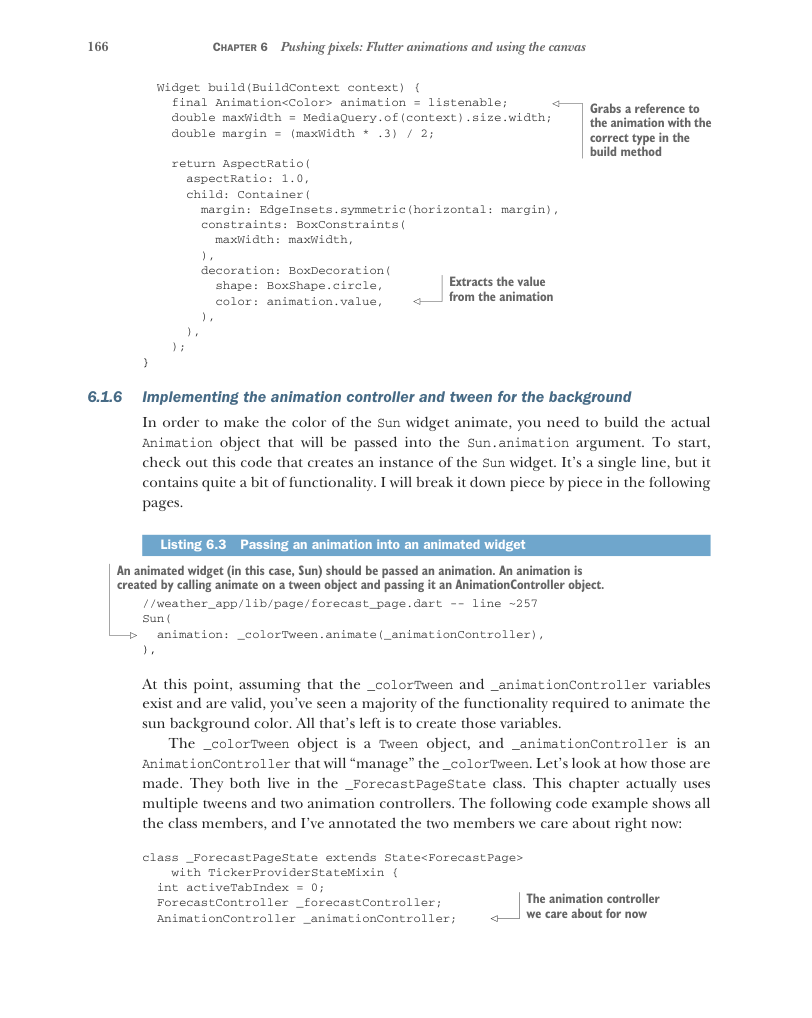 166 CHAPTER 6 Pushing pixels: Flutter animations and using the canvas
Widget build(BuildContext context) {
final Animation<Color> animation = listenable;
double maxWidth = MediaQuery.of(context).size.width;
double margin = (maxWidth * .3) / 2;
Grabs a reference to
the animation with the
correct type in the
build method
return AspectRatio(
aspectRatio: 1.0,
child: Container(
margin: EdgeInsets.symmetric(horizontal: margin),
constraints: BoxConstraints(
maxWidth: maxWidth,
),
decoration: BoxDecoration(
shape: BoxShape.circle,
color: animation.value,
Extracts the value
from the animation
),
),
);
}
6.1.6 Implementing the animation controller and tween for the background
In order to make the color of the Sun widget animate, you need to build the actual
Animation object that will be passed into the Sun.animation argument. To start,
check out this code that creates an instance of the Sun widget. It’s a single line, but it
contains quite a bit of functionality. I will break it down piece by piece in the following
pages.
Listing 6.3 Passing an animation into an animated widget
An animated widget (in this case, Sun) should be passed an animation. An animation is
created by calling animate on a tween object and passing it an AnimationController object.
//weather_app/lib/page/forecast_page.dart -- line ~257
Sun(
animation: _colorTween.animate(_animationController),
),
At this point, assuming that the _colorTween and _animationController variables
exist and are valid, you’ve seen a majority of the functionality required to animate the
sun background color. All that’s left is to create those variables.
The _colorTween object is a Tween object, and _animationController is an
AnimationController that will “manage” the _colorTween. Let’s look at how those are
made. They both live in the _ForecastPageState class. This chapter actually uses
multiple tweens and two animation controllers. The following code example shows all
the class members, and I’ve annotated the two members we care about right now:
class _ForecastPageState extends State<ForecastPage>
with TickerProviderStateMixin {
int activeTabIndex = 0;
ForecastController _forecastController;
AnimationController _animationController;
The animation controller
we care about for now